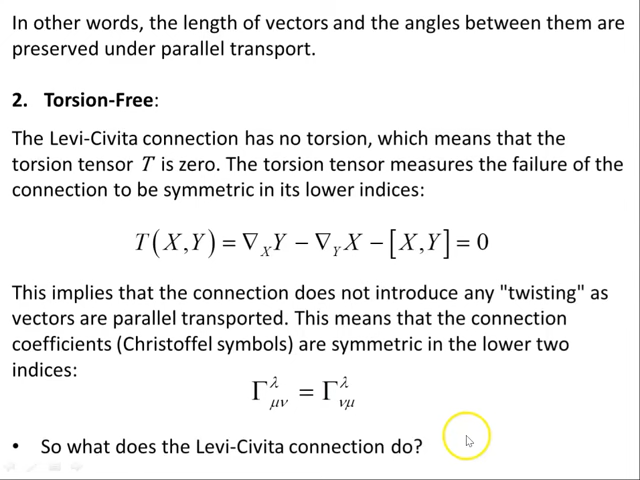 In other words, the length of vectors and the angles between them are
preserved under parallel transport.
2. Torsion-Free:
The Levi-Civita connection has no torsion, which means that the
torsion tensor T is zero. The torsion tensor measures the failure of the
connection to be symmetric in its lower indices:
T(X,Y) = ∇_X Y − ∇_Y X − [X,Y] = 0
This implies that the connection does not introduce any "twisting" as
vectors are parallel transported. This means that the connection
coefficients (Christoffel symbols) are symmetric in the lower two
indices:
Γ^λ_μν = Γ^λ_νμ
• So what does the Levi-Civita connection do?